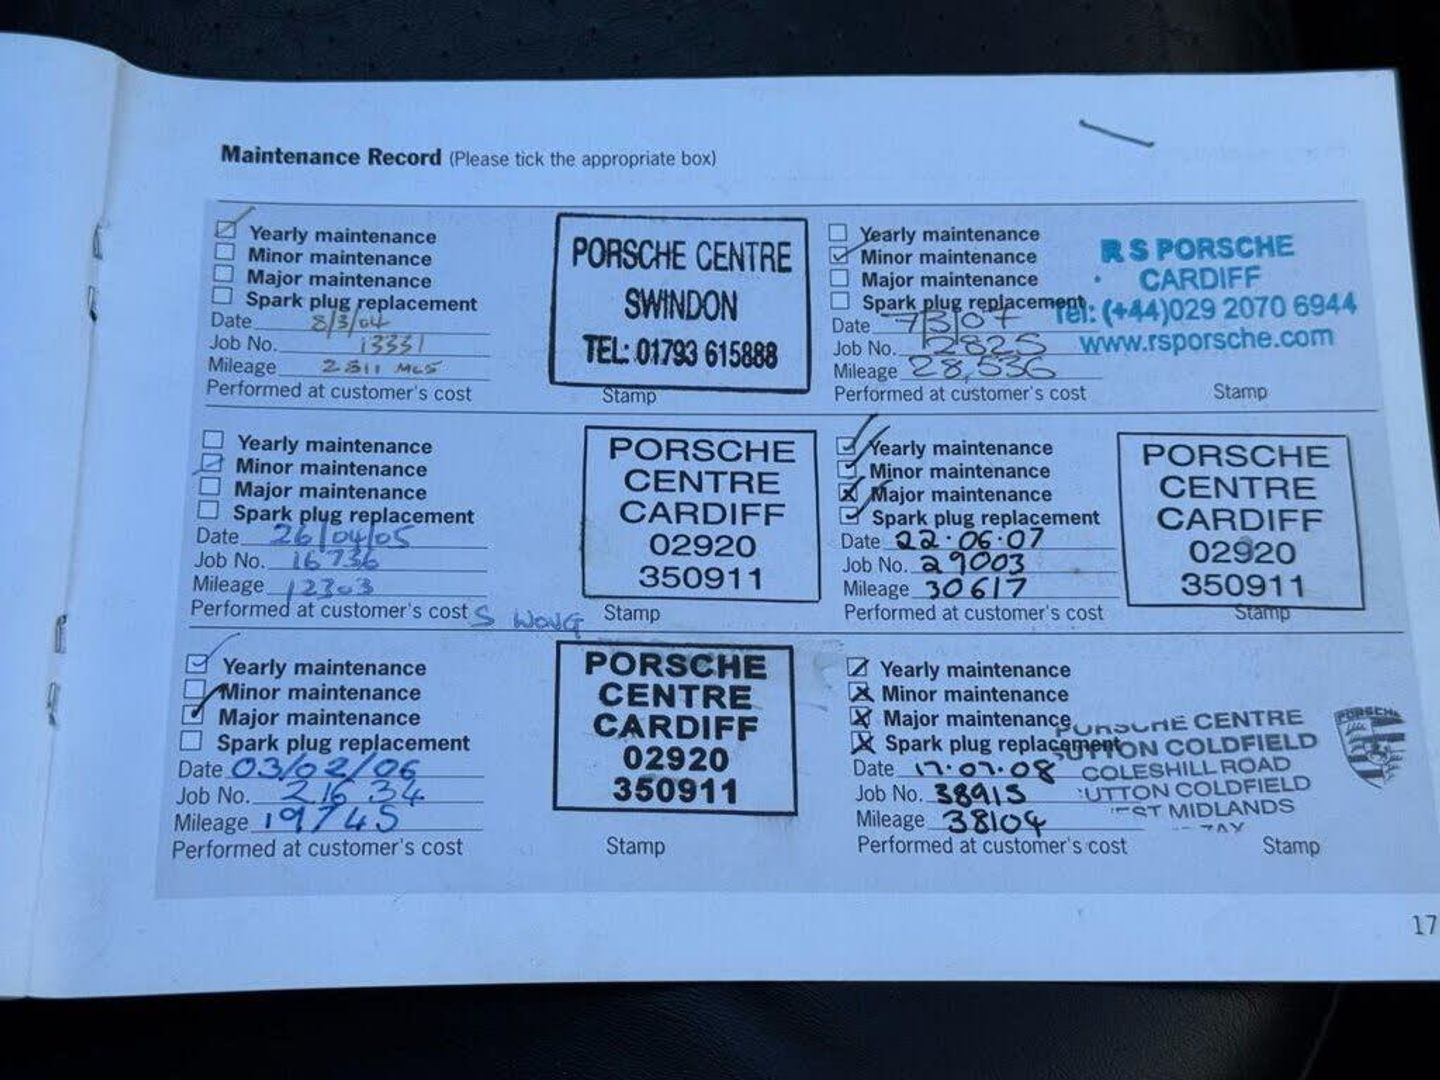 Maintenance Record (Please tick the appropriate box)
Yearly maintenance
Minor maintenance
Major maintenance
Spark plug replacement
Date 8/3/04
Job No. 13331
Mileage 2811 MLS
Performed at customer's cost
PORSCHE CENTRE
SWINDON
TEL: 01793 615888
Stamp
Yearly maintenance
Minor maintenance
Major maintenance
Spark plug replacement
Date 7/3/07
Job No. 12825
Mileage 28,536
Performed at customer's cost
R S PORSCHE
CARDIFF
Tel: (+44)029 2070 6944
www.rsporsche.com
Stamp
Yearly maintenance
Minor maintenance
Major maintenance
Spark plug replacement
Date 26/04/05
Job No. 16736
Mileage 12303
Performed at customer's cost S WONG
PORSCHE
CENTRE
CARDIFF
02920
350911
Stamp
Yearly maintenance
Minor maintenance
Major maintenance
Spark plug replacement
Date 22.06.07
Job No. 29003
Mileage 30617
Performed at customer's cost
PORSCHE
CENTRE
CARDIFF
02920
350911
Stamp
Yearly maintenance
Minor maintenance
Major maintenance
Spark plug replacement
Date 03/02/06
Job No. 21634
Mileage 19745
Performed at customer's cost
PORSCHE
CENTRE
CARDIFF
02920
350911
Stamp
Yearly maintenance
Minor maintenance
Major maintenance
Spark plug replacement
Date 17.07.08
Job No. 38915
Mileage 38104
Performed at customer's cost
PORSCHE CENTRE
SUTTON COLDFIELD
COLESHILL ROAD
SUTTON COLDFIELD
WEST MIDLANDS
PORSCHE
Stamp
17